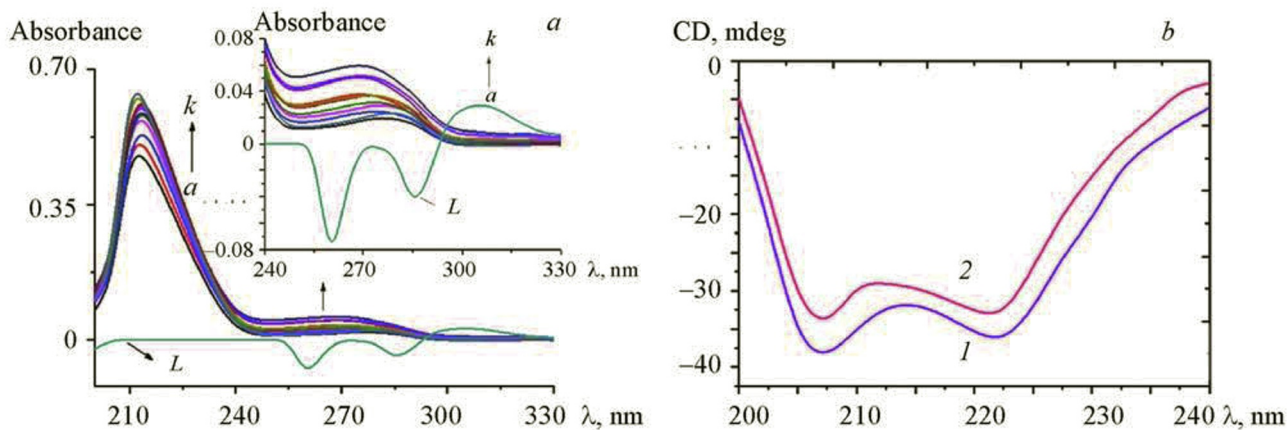 Absorbance
0.70
0.35
0
k
a
L
210 240 270 300 330 λ, nm
Absorbance a
0.08
0.04
0
–0.04
–0.08
k
a
L
240 270 300 330 λ, nm
CD, mdeg b
0
–20
–30
–40
2
1
200 210 220 230 240 λ, nm